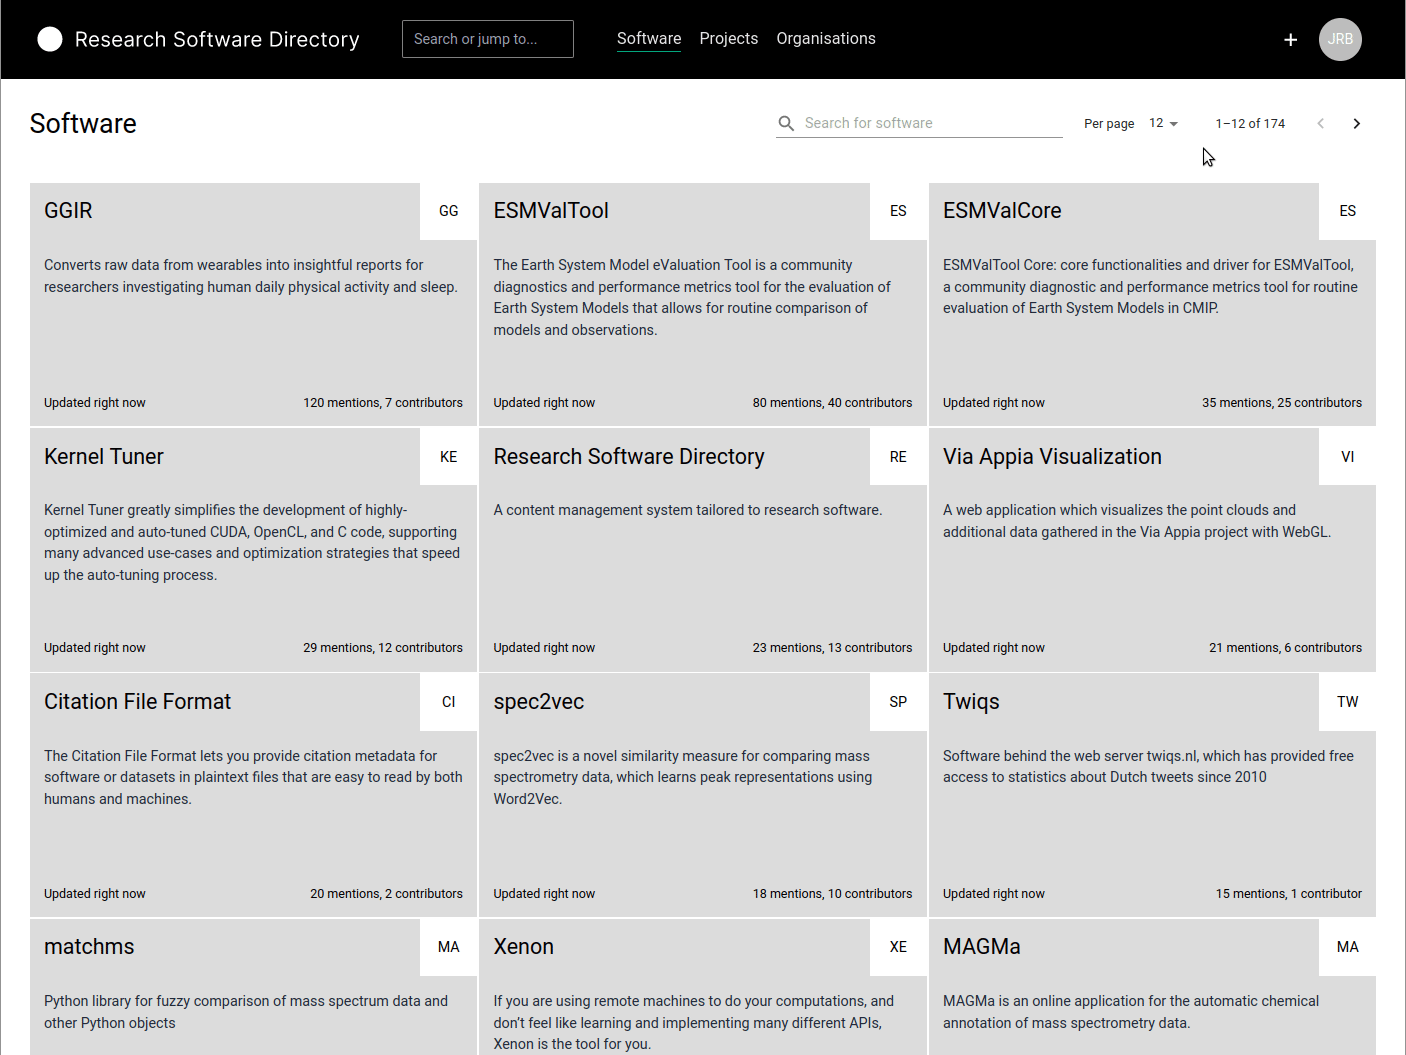 Research Software Directory
Search or jump to...
Software Projects Organisations
+
JRB
Software
Search for software
Per page 12
1–12 of 174
GGIR
GG
Converts raw data from wearables into insightful reports for
researchers investigating human daily physical activity and sleep.
Updated right now
120 mentions, 7 contributors
ESMValTool
ES
The Earth System Model eValuation Tool is a community
diagnostics and performance metrics tool for the evaluation of
Earth System Models that allows for routine comparison of
models and observations.
Updated right now
80 mentions, 40 contributors
ESMValCore
ES
ESMValTool Core: core functionalities and driver for ESMValTool,
a community diagnostic and performance metrics tool for routine
evaluation of Earth System Models in CMIP.
Updated right now
35 mentions, 25 contributors
Kernel Tuner
KE
Kernel Tuner greatly simplifies the development of highly-
optimized and auto-tuned CUDA, OpenCL, and C code, supporting
many advanced use-cases and optimization strategies that speed
up the auto-tuning process.
Updated right now
29 mentions, 12 contributors
Research Software Directory
RE
A content management system tailored to research software.
Updated right now
23 mentions, 13 contributors
Via Appia Visualization
VI
A web application which visualizes the point clouds and
additional data gathered in the Via Appia project with WebGL.
Updated right now
21 mentions, 6 contributors
Citation File Format
CI
The Citation File Format lets you provide citation metadata for
software or datasets in plaintext files that are easy to read by both
humans and machines.
Updated right now
20 mentions, 2 contributors
spec2vec
SP
spec2vec is a novel similarity measure for comparing mass
spectrometry data, which learns peak representations using
Word2Vec.
Updated right now
18 mentions, 10 contributors
Twiqs
TW
Software behind the web server twiqs.nl, which has provided free
access to statistics about Dutch tweets since 2010
Updated right now
15 mentions, 1 contributor
matchms
MA
Python library for fuzzy comparison of mass spectrum data and
other Python objects
Xenon
XE
If you are using remote machines to do your computations, and
don’t feel like learning and implementing many different APIs,
Xenon is the tool for you.
MAGMa
MA
MAGMa is an online application for the automatic chemical
annotation of mass spectrometry data.